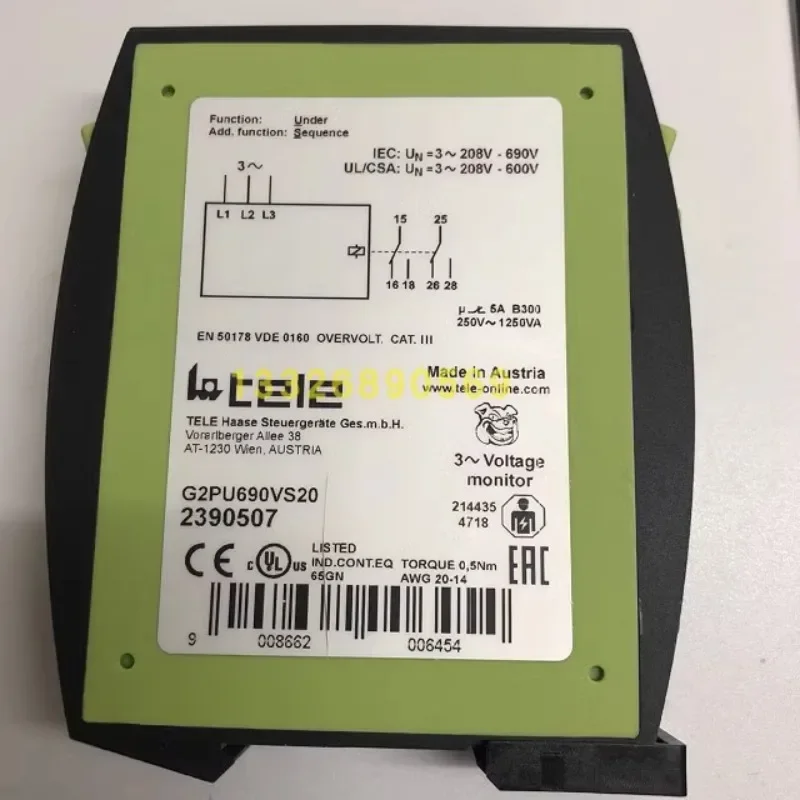 Function: Under
Add. function: Sequence
IEC: UN = 3 ~ 208V - 690V
UL/CSA: UN = 3 ~ 208V - 600V
3~
L1 L2 L3
15 25
16 18 26 28
µ 5A B300
250V~ 1250VA
EN 50178 VDE 0160 OVERVOLT. CAT. III
TELE
Made in Austria
www.tele-online.com
TELE Haase Steuergeräte Ges.m.b.H.
Vorarlberger Allee 38
AT-1230 Wien, AUSTRIA
3~ Voltage
monitor
G2PU690VS20
2390507
214435
4718
CE
c UL us
LISTED
IND.CONT.EQ
65GN
TORQUE 0,5Nm
AWG 20-14
EAC
9 008662 006454